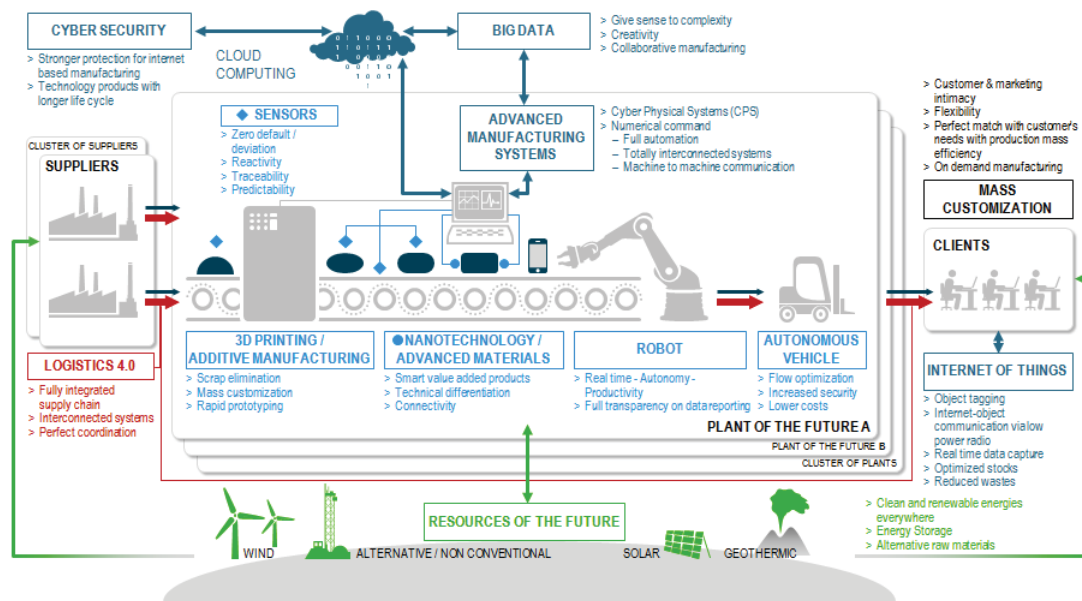 CYBER SECURITY
> Stronger protection for internet
based manufacturing
> Technology products with
longer life cycle
CLOUD
COMPUTING
0 1 1 0 1 1
BIG DATA
> Give sense to complexity
> Creativity
> Collaborative manufacturing
SENSORS
> Zero default /
deviation
> Reactivity
> Traceability
> Predictability
ADVANCED
MANUFACTURING
SYSTEMS
> Cyber Physical Systems (CPS)
> Numerical command
– Full automation
– Totally interconnected systems
– Machine to machine communication
> Customer & marketing
intimacy
> Flexibility
> Perfect match with customer's
needs with production mass
efficiency
> On demand manufacturing
MASS
CUSTOMIZATION
CLIENTS
CLUSTER OF SUPPLIERS
SUPPLIERS
LOGISTICS 4.0
> Fully integrated
supply chain
> Interconnected systems
> Perfect coordination
3D PRINTING /
ADDITIVE MANUFACTURING
> Scrap elimination
> Mass customization
> Rapid prototyping
NANOTECHNOLOGY /
ADVANCED MATERIALS
> Smart value added products
> Technical differentiation
> Connectivity
ROBOT
> Real time - Autonomy -
Productivity
> Full transparency on data reporting
AUTONOMOUS
VEHICLE
> Flow optimization
> Increased security
> Lower costs
PLANT OF THE FUTURE A
PLANT OF THE FUTURE B
CLUSTER OF PLANTS
INTERNET OF THINGS
> Object tagging
> Internet-object
communication via low
power radio
> Real time data capture
> Optimized stocks
> Reduced wastes
RESOURCES OF THE FUTURE
> Clean and renewable energies
everywhere
> Energy Storage
> Alternative raw materials
WIND
ALTERNATIVE / NON CONVENTIONAL
SOLAR
GEOTHERMIC